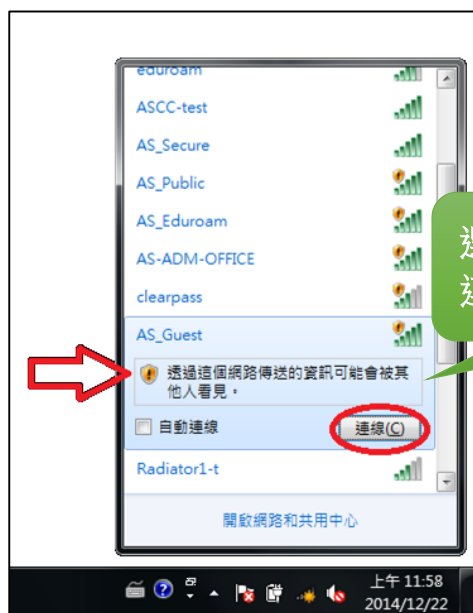 eduroam
ASCC-test
AS_Secure
AS_Public
AS_Eduroam
AS-ADM-OFFICE
clearpass
AS_Guest
透過這個網路傳送的資訊可能會被其
他人看見。
自動連線
連線(C)
Radiator1-t
開啟網路和共用中心
上午 11:58
2014/12/22